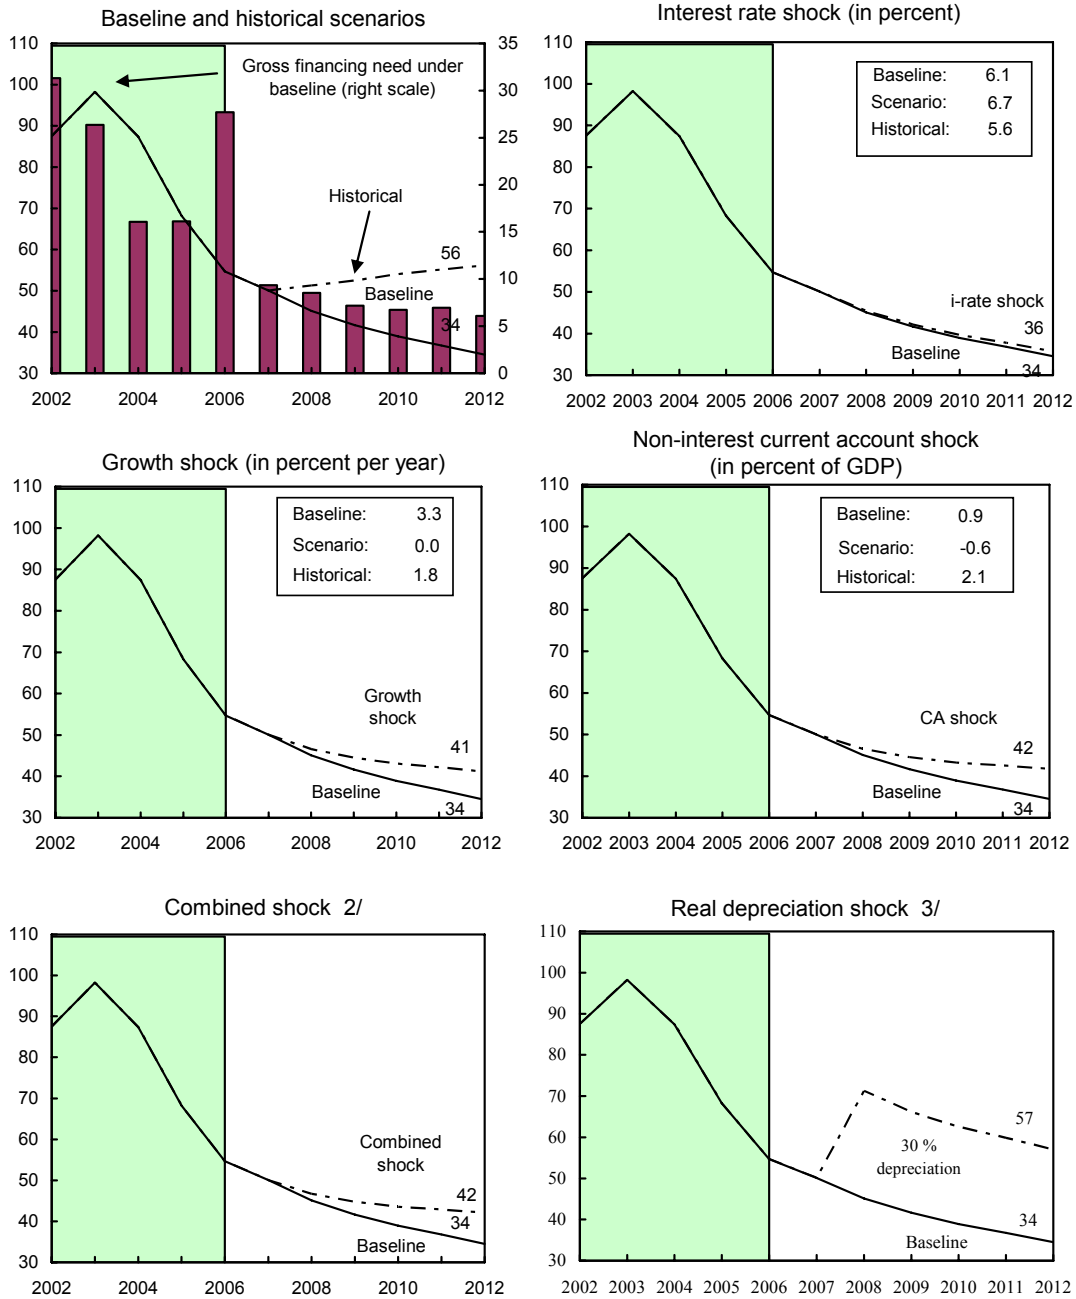 Baseline and historical scenarios
110
100
90
80
70
60
50
40
30
35
30
25
20
15
10
5
0
Gross financing need under
baseline (right scale)
Historical
56
Baseline
34
2002 2004 2006 2008 2010 2012
Interest rate shock (in percent)
110
100
90
80
70
60
50
40
30
Baseline: 6.1
Scenario: 6.7
Historical: 5.6
i-rate shock
36
Baseline
34
2002 2003 2004 2005 2006 2007 2008 2009 2010 2011 2012
Growth shock (in percent per year)
110
100
90
80
70
60
50
40
30
Baseline: 3.3
Scenario: 0.0
Historical: 1.8
Growth
shock
41
Baseline
34
2002 2004 2006 2008 2010 2012
Non-interest current account shock
(in percent of GDP)
110
100
90
80
70
60
50
40
30
Baseline: 0.9
Scenario: -0.6
Historical: 2.1
CA shock
42
Baseline
34
2002 2003 2004 2005 2006 2007 2008 2009 2010 2011 2012
Combined shock 2/
110
100
90
80
70
60
50
40
30
Combined
shock
42
34
Baseline
2002 2004 2006 2008 2010 2012
Real depreciation shock 3/
110
100
90
80
70
60
50
40
30
57
30 %
depreciation
34
Baseline
2002 2003 2004 2005 2006 2007 2008 2009 2010 2011 2012